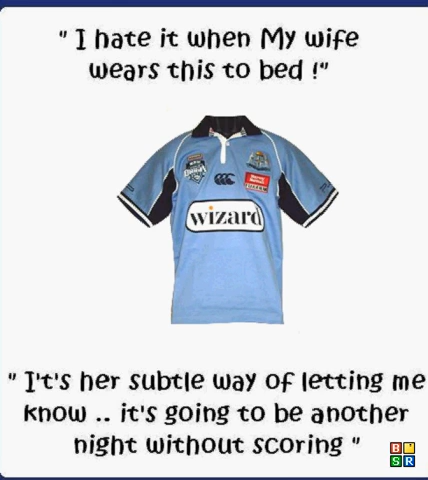 " I hate it when My wife
wears this to bed !"
wizard
" I't's her subtle way of letting me
know .. it's going to be another
night without scoring "
B
S R